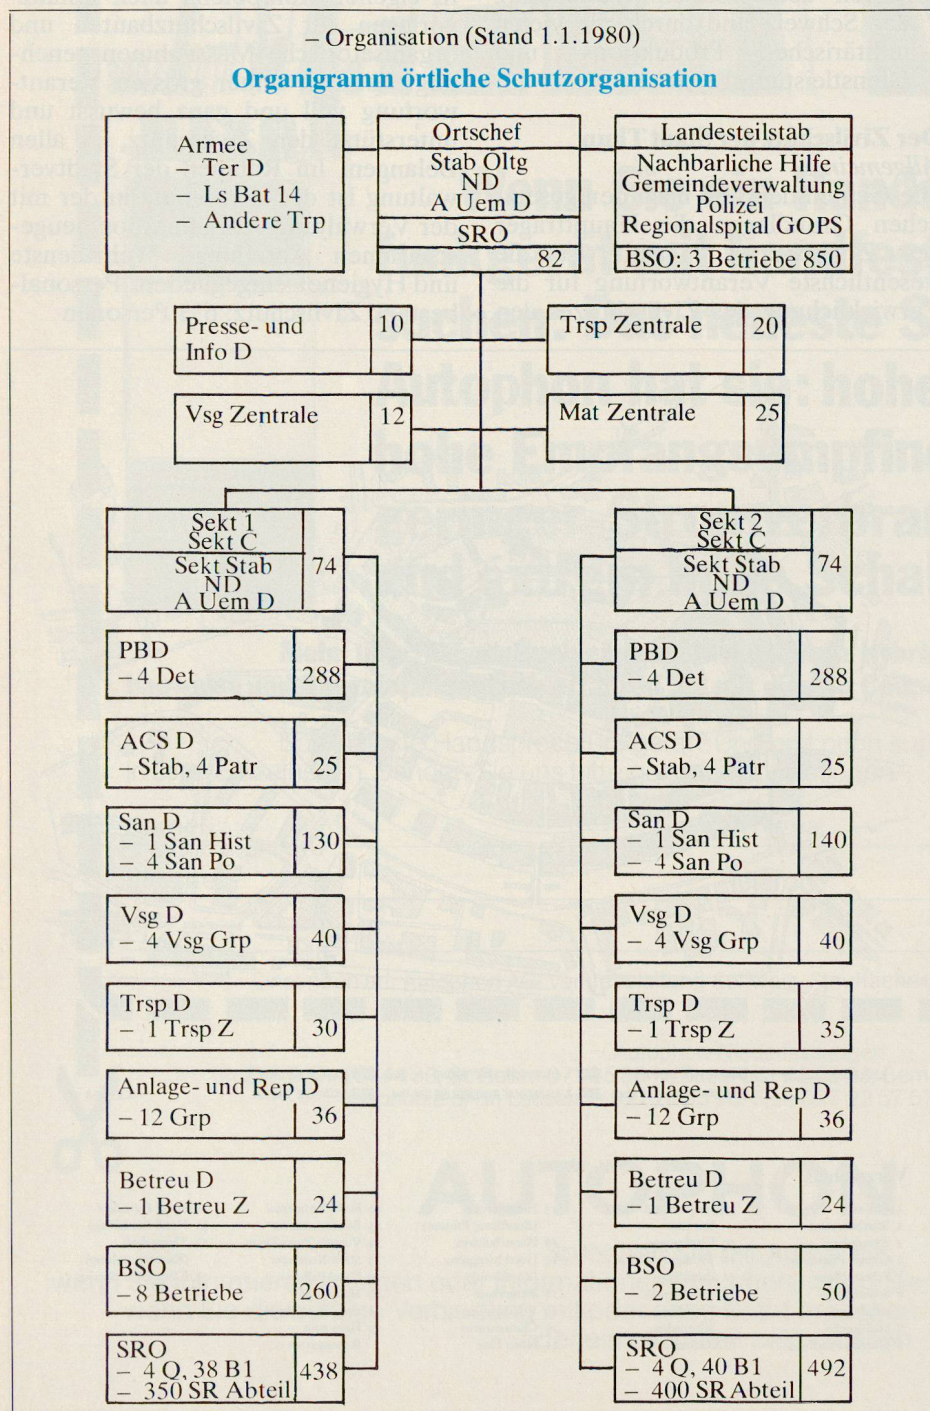 – Organisation (Stand 1.1.1980)
Organigramm örtliche Schutzorganisation
Armee
– Ter D
– Ls Bat 14
– Andere Trp
Ortschef
Stab Oltg
ND
A Uem D
SRO
82
Landesteilstab
Nachbarliche Hilfe
Gemeindeverwaltung
Polizei
Regionalspital GOPS
BSO: 3 Betriebe 850
Presse- und
Info D
10
Trsp Zentrale 20
Vsg Zentrale 12
Mat Zentrale 25
Sekt 1
Sekt C
Sekt Stab
ND
A Uem D
74
PBD
– 4 Det 288
ACS D
– Stab, 4 Patr 25
San D
– 1 San Hist
– 4 San Po
130
Vsg D
– 4 Vsg Grp 40
Trsp D
– 1 Trsp Z 30
Anlage- und Rep D
– 12 Grp 36
Betreu D
– 1 Betreu Z 24
BSO
– 8 Betriebe 260
SRO
– 4 Q, 38 B1
– 350 SR Abteil
438
Sekt 2
Sekt C
Sekt Stab
ND
A Uem D
74
PBD
– 4 Det 288
ACS D
– Stab, 4 Patr 25
San D
– 1 San Hist
– 4 San Po
140
Vsg D
– 4 Vsg Grp 40
Trsp D
– 1 Trsp Z 35
Anlage- und Rep D
– 12 Grp 36
Betreu D
– 1 Betreu Z 24
BSO
– 2 Betriebe 50
SRO
– 4 Q, 40 B1
– 400 SR Abteil
492